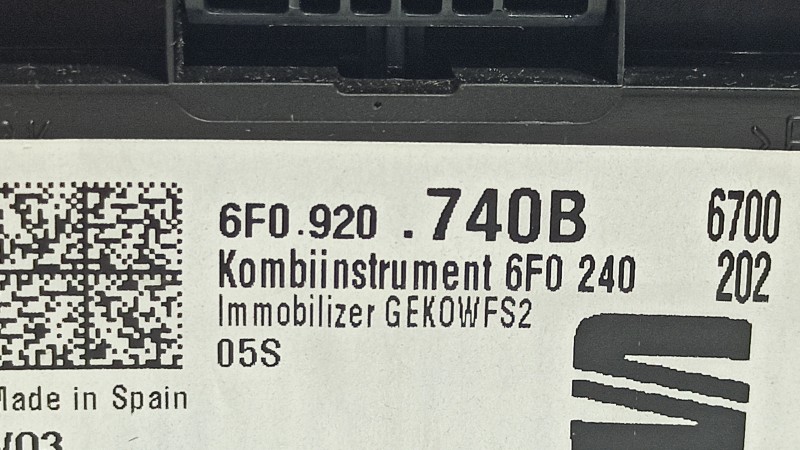 6F0.920 .740B 6700
Kombiinstrument 6F0 240 202
Immobilizer GEKOWFS2
05S
Made in Spain